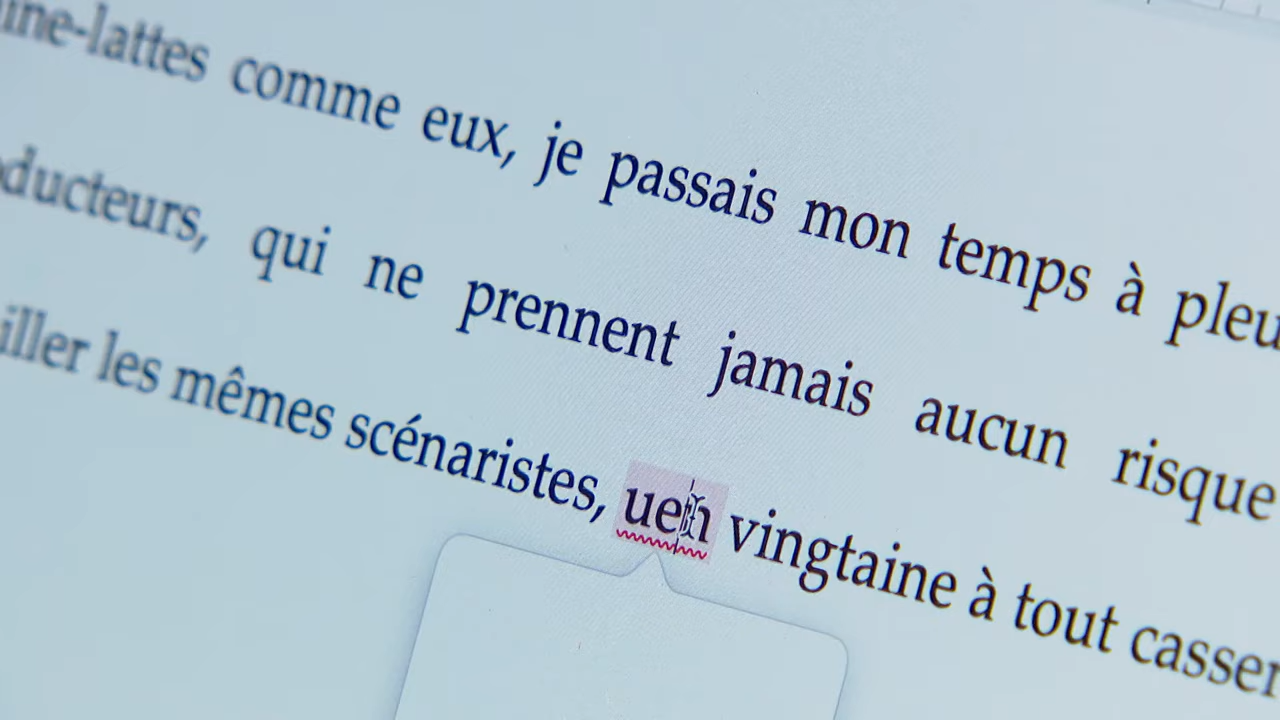 ine-lattes comme eux, je passais mon temps à pleu
ducteurs, qui ne prennent jamais aucun risque
iller les mêmes scénaristes, uen vingtaine à tout casser